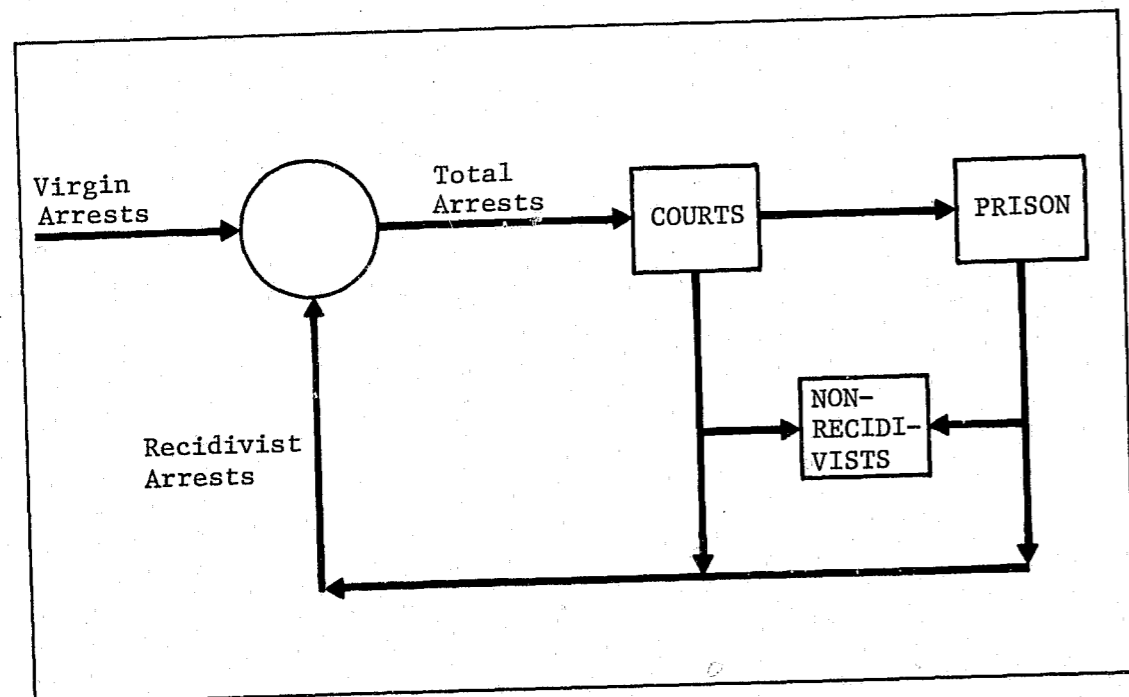 Virgin
Arrests
Total
Arrests
COURTS
PRISON
NON-
RECIDI-
VISTS
Recidivist
Arrests